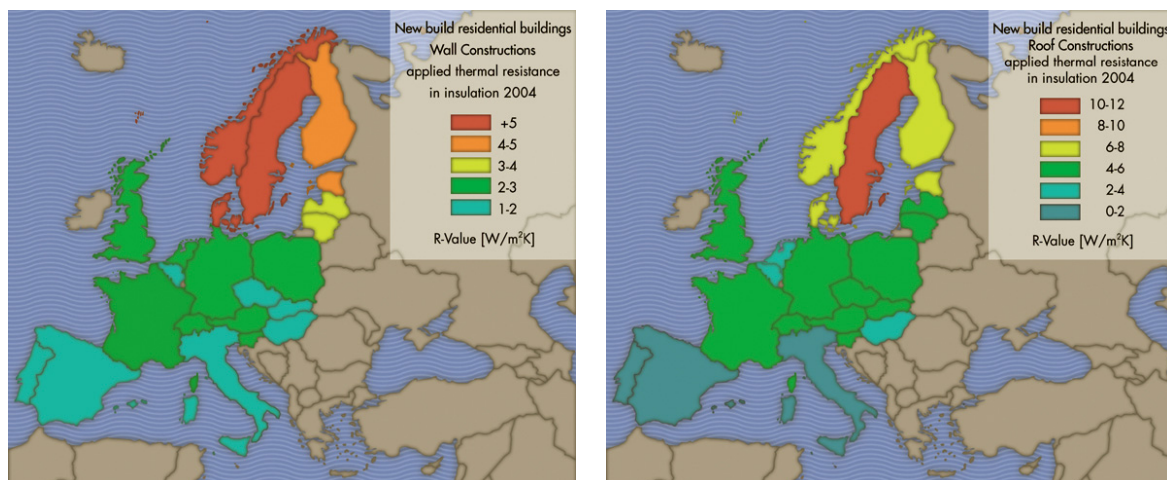 New build residential buildings
Wall Constructions
applied thermal resistance
in insulation 2004
+5
4-5
3-4
2-3
1-2
R-Value [W/m²K]
New build residential buildings
Roof Constructions
applied thermal resistance
in insulation 2004
10-12
8-10
6-8
4-6
2-4
0-2
R-Value [W/m²K]